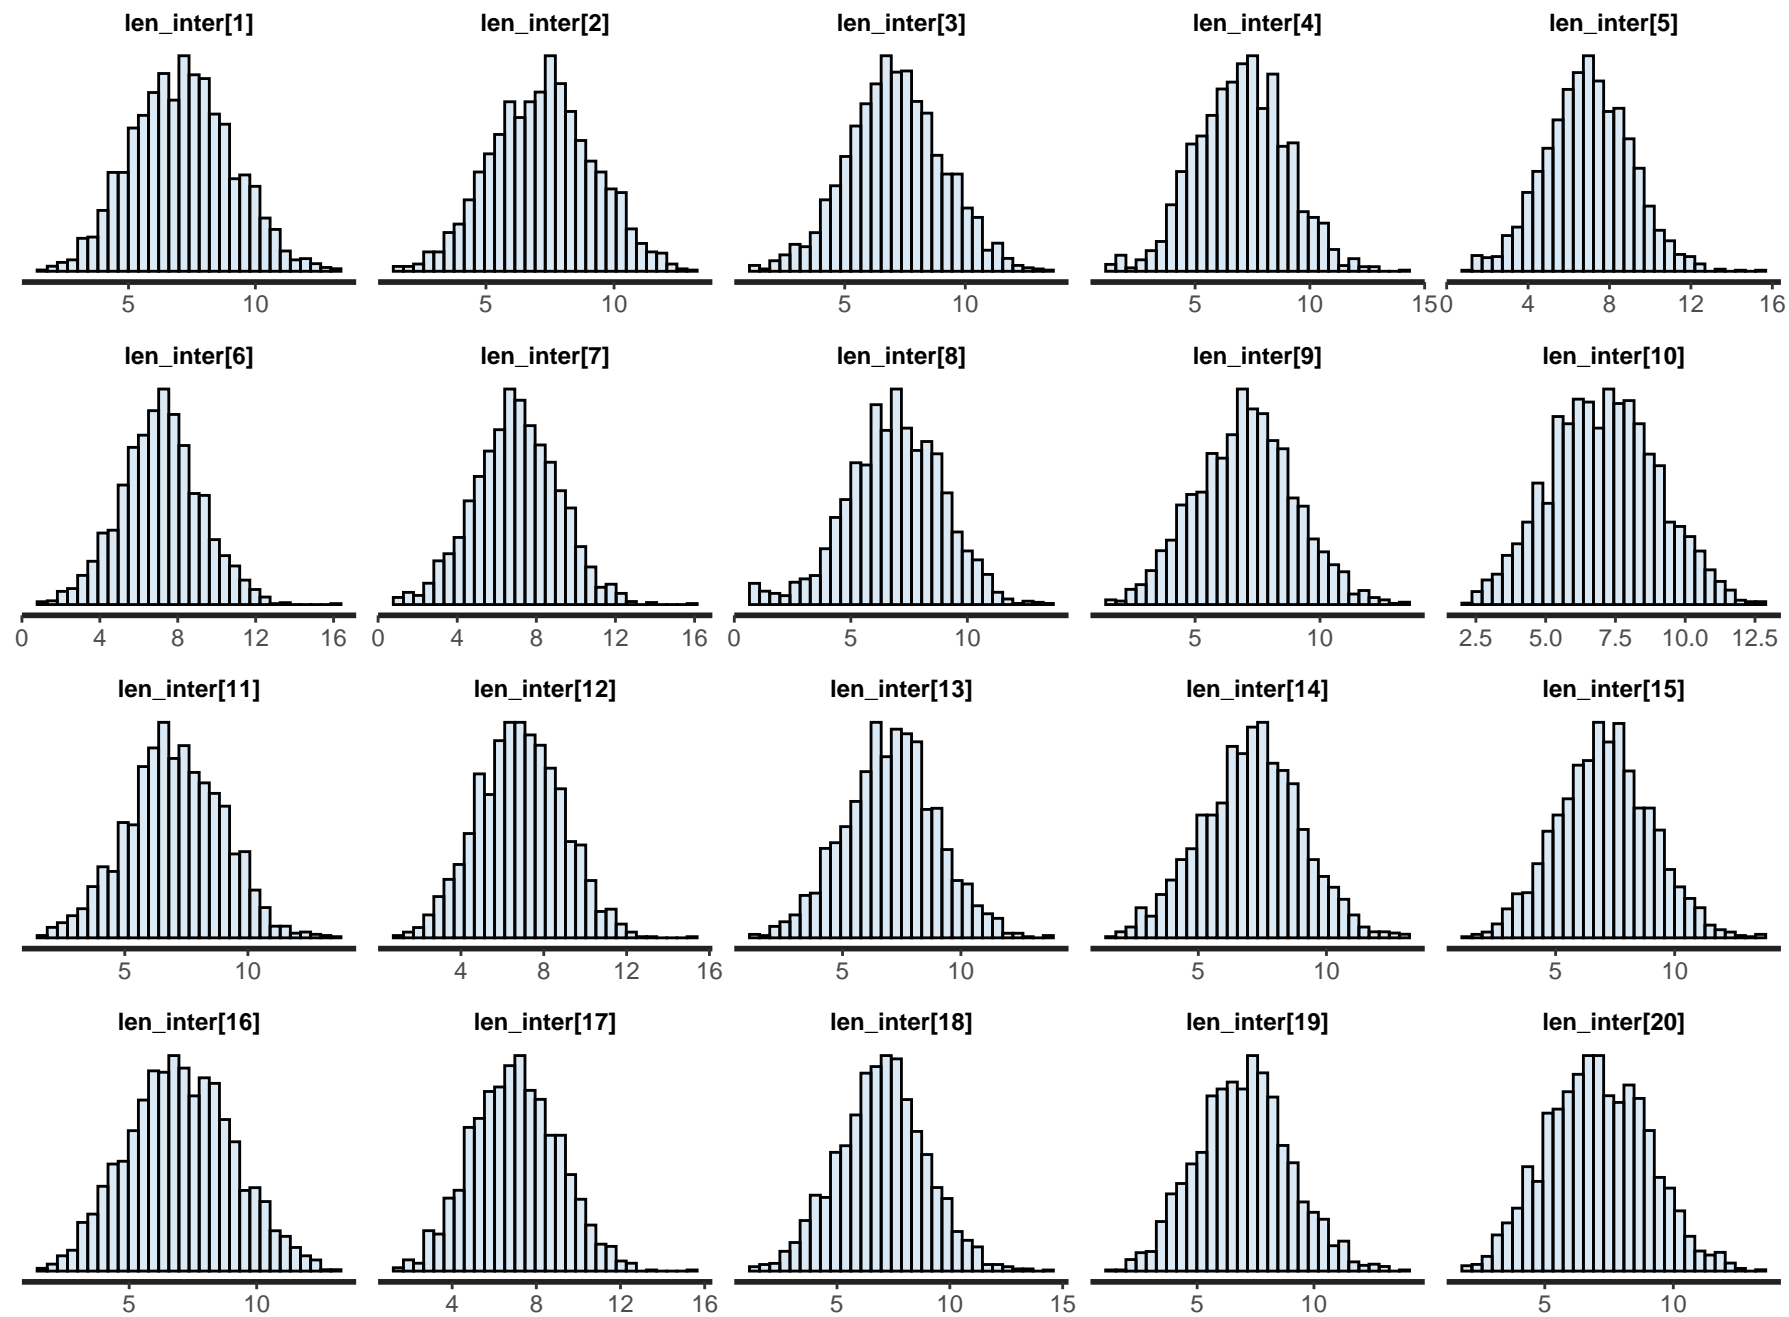 len_inter[1] len_inter[2] len_inter[3] len_inter[4] len_inter[5]
5 10 5 10 5 10 5 10 15 0 4 8 12 16
len_inter[6] len_inter[7] len_inter[8] len_inter[9] len_inter[10]
0 4 8 12 16 0 4 8 12 16 0 5 10 5 10 2.5 5.0 7.5 10.0 12.5
len_inter[11] len_inter[12] len_inter[13] len_inter[14] len_inter[15]
5 10 4 8 12 16 5 10 5 10 5 10
len_inter[16] len_inter[17] len_inter[18] len_inter[19] len_inter[20]
5 10 4 8 12 16 5 10 15 5 10 5 10